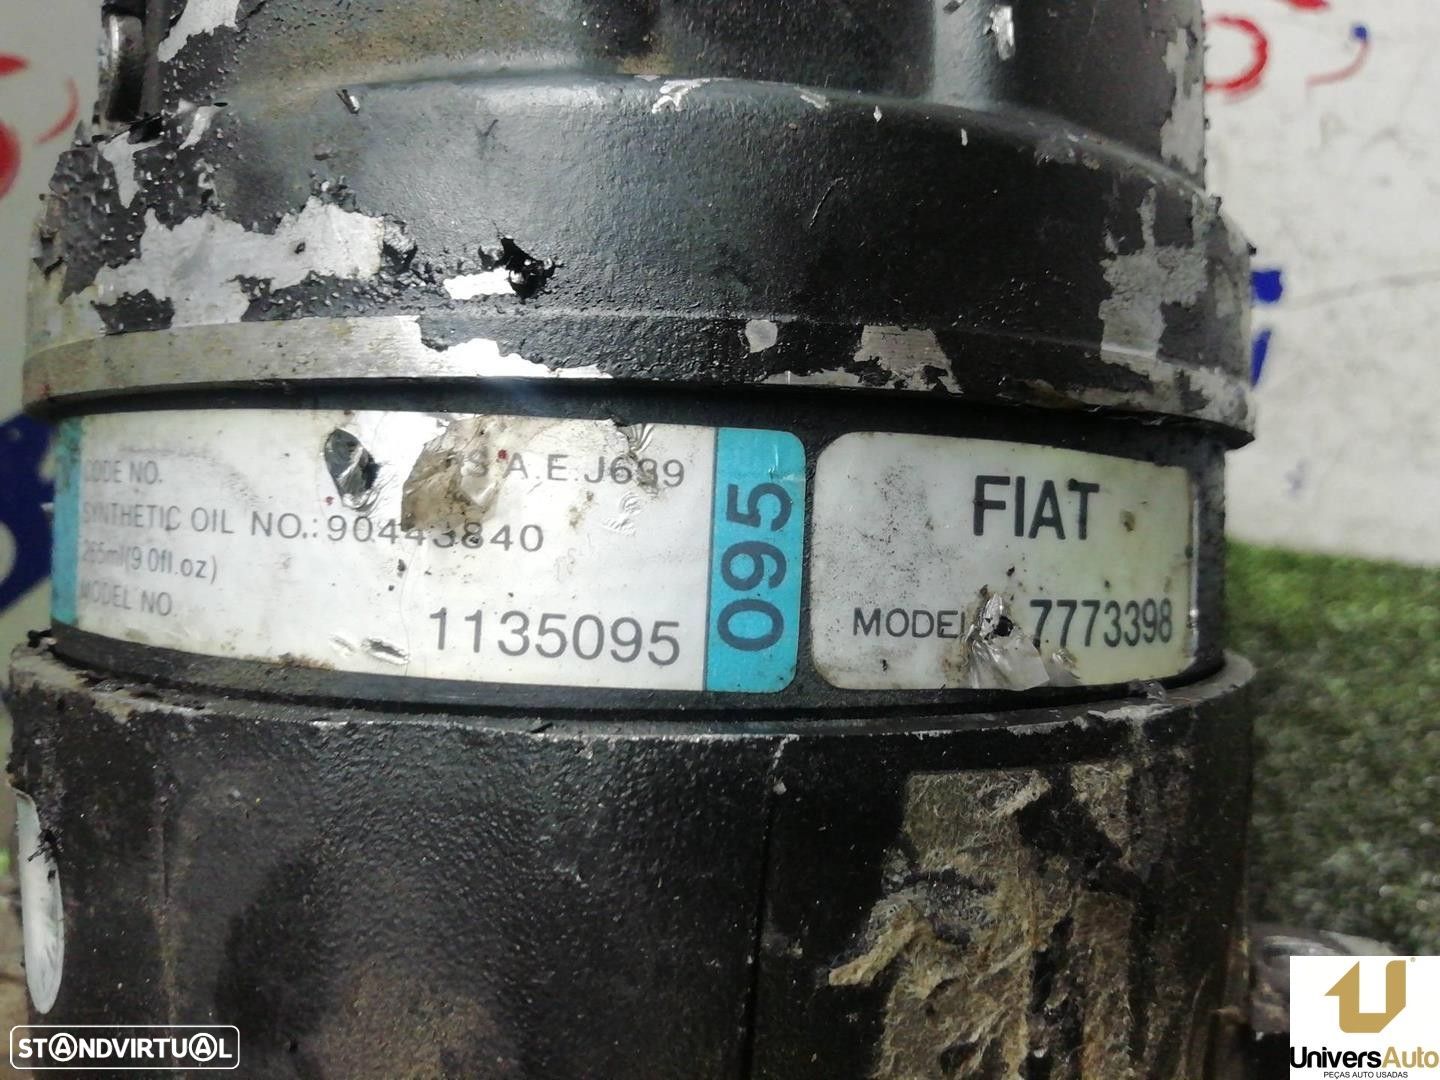 CODE NO. S.A.E.J639
SYNTHETIC OIL NO.:90443840
265ml(9.0fl.oz)
MODEL NO.
1135095
095
FIAT
MODEL 7773398
STANDVIRTUAL
UniversAuto
PEÇAS AUTO USADAS